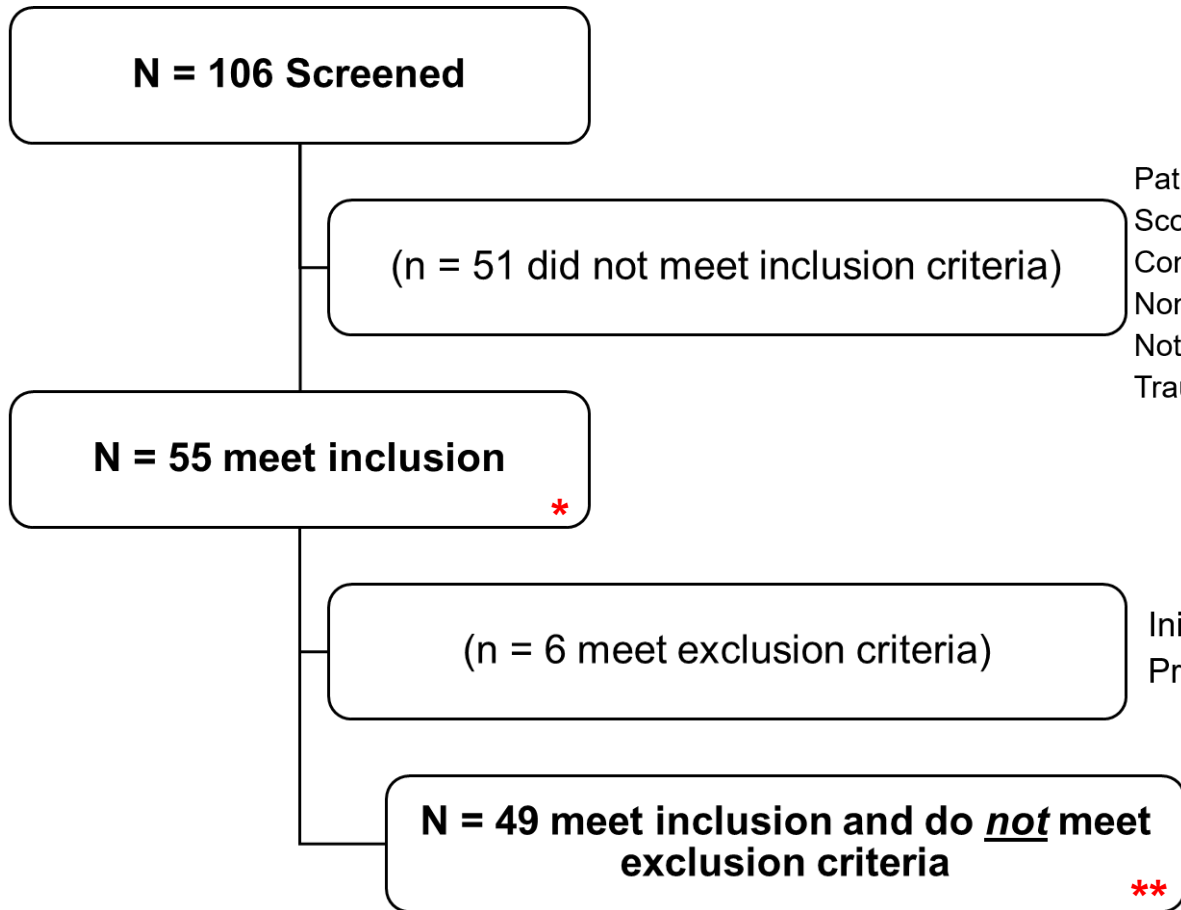 N = 106 Screened
(n = 51 did not meet inclusion criteria)
N = 55 meet inclusion
*
(n = 6 meet exclusion criteria)
N = 49 meet inclusion and do not meet
exclusion criteria
**